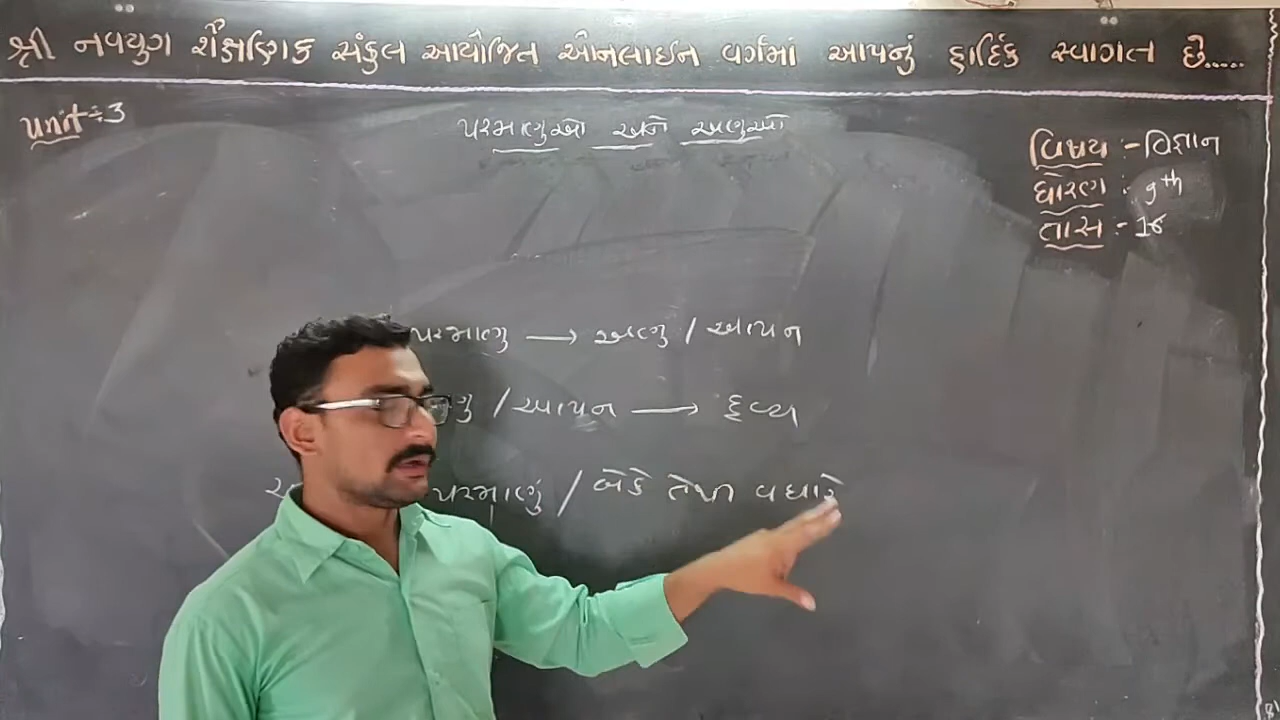 શ્રી નવયુગ શૈક્ષણિક સંકુલ આયોજિત ઓનલાઇન વર્ગમાં આપનું હાર્દિક સ્વાગત છે.....
unit ÷ 3
પરમાણુઓ અને અણુઓ
વિષય :- વિજ્ઞાન
ધોરણ :- 9th
તાસ :-
પરમાણુ → અણુ / આયન
ણુ / આયન → દ્રવ્ય
પરમાણું / બેકે તેથી વધારે